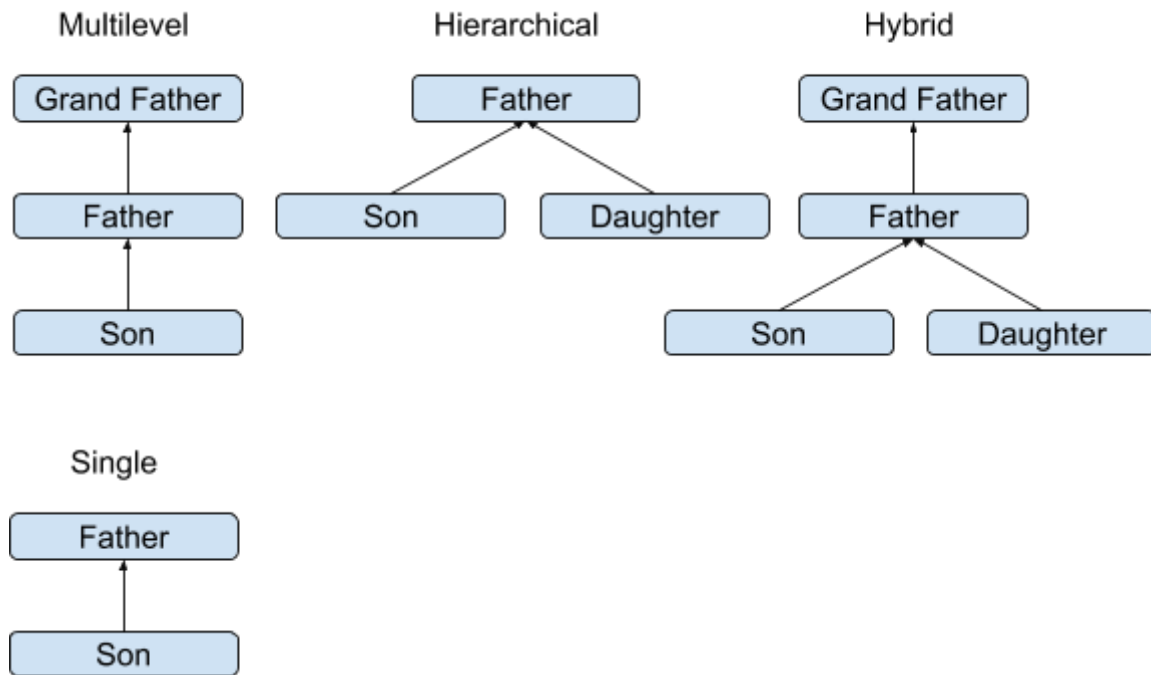 Multilevel
Hierarchical
Hybrid
Grand Father
Father
Grand Father
Father
Son
Daughter
Father
Son
Son
Daughter
Single
Father
Son